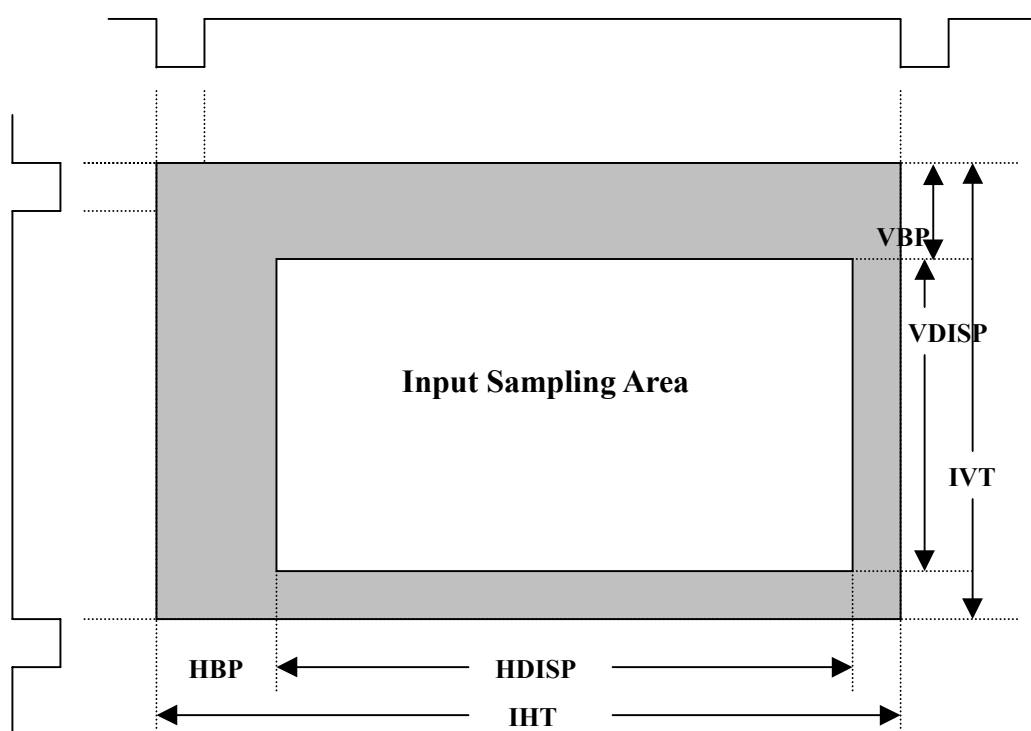 VBP
VDISP
Input Sampling Area
IVT
HBP
HDISP
IHT